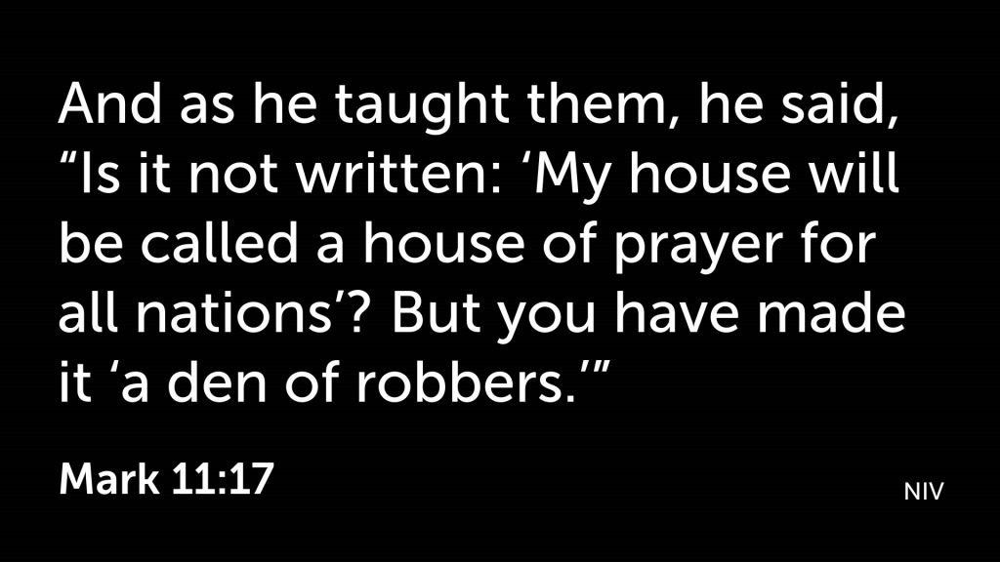 And as he taught them, he said,
“Is it not written: ‘My house will
be called a house of prayer for
all nations’? But you have made
it ‘a den of robbers.’”
Mark 11:17
NIV